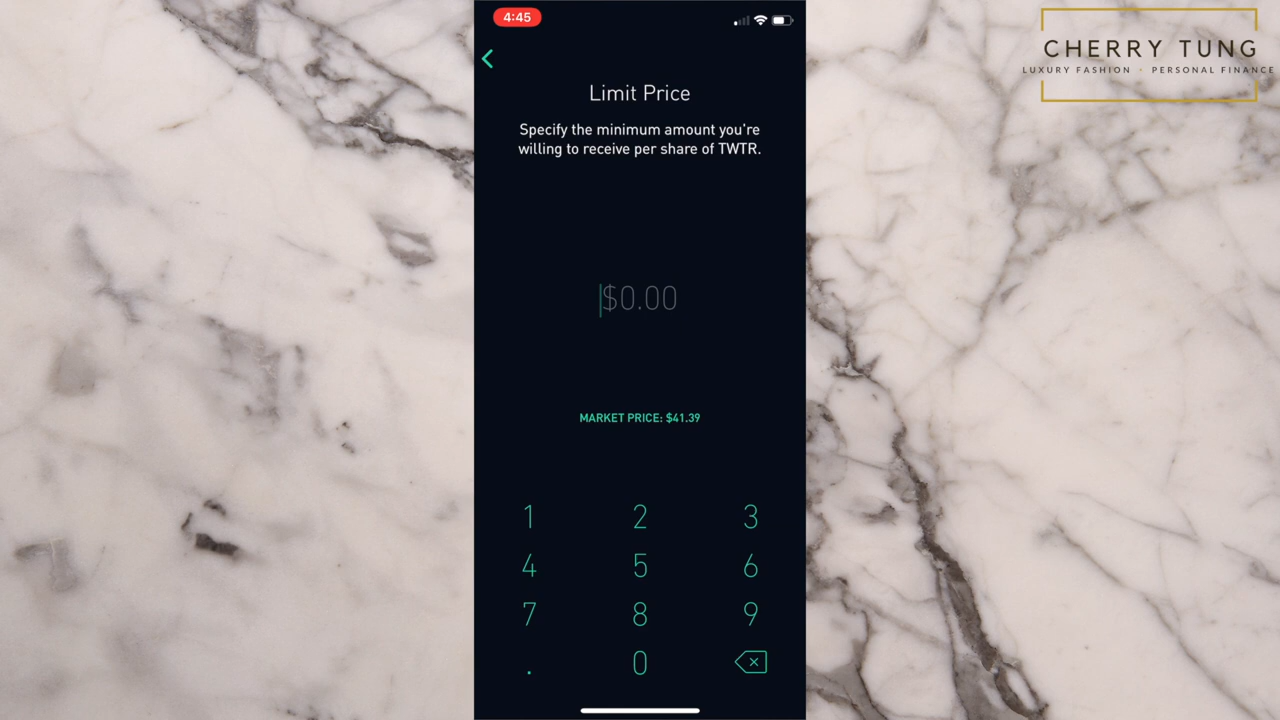 4:45
CHERRY TUNG
LUXURY FASHION · PERSONAL FINANCE
Limit Price
Specify the minimum amount you're
willing to receive per share of TWTR.
$0.00
MARKET PRICE: $41.39
1 2 3
4 5 6
7 8 9
. 0